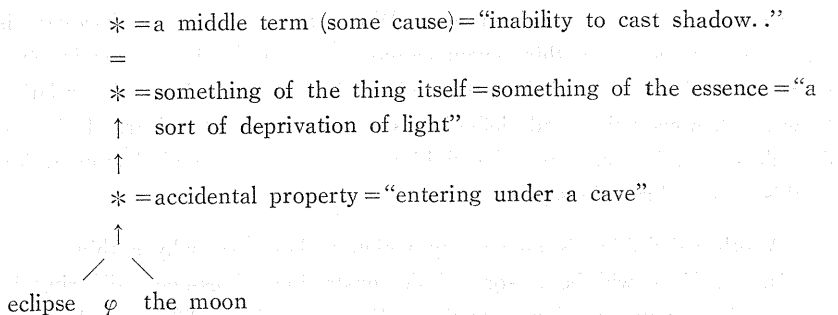 * =a middle term (some cause)=“inability to cast shadow. .”
=
* =something of the thing itself=something of the essence=“a
↑ sort of deprivation of light”
↑
* =accidental property=“entering under a cave”
↑
eclipse φ the moon